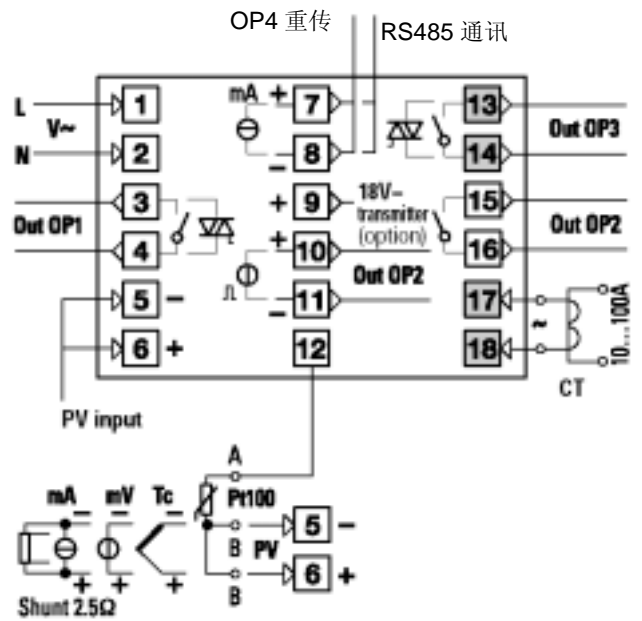 OP4 重传
RS485 通讯
L
V~
N
1
2
3
4
5 −
6 +
Out OP1
PV input
mA
+
7
8
−
+
9
18V−
transmitter
(option)
+
10
Out OP2
−
11
12
13
14
15
16
17
18
Out OP3
Out OP2
~
10...100A
CT
A
Pt100
B
PV
B
5 −
6 +
mA
−
+
mV
−
+
Tc
−
+
Shunt 2.5Ω